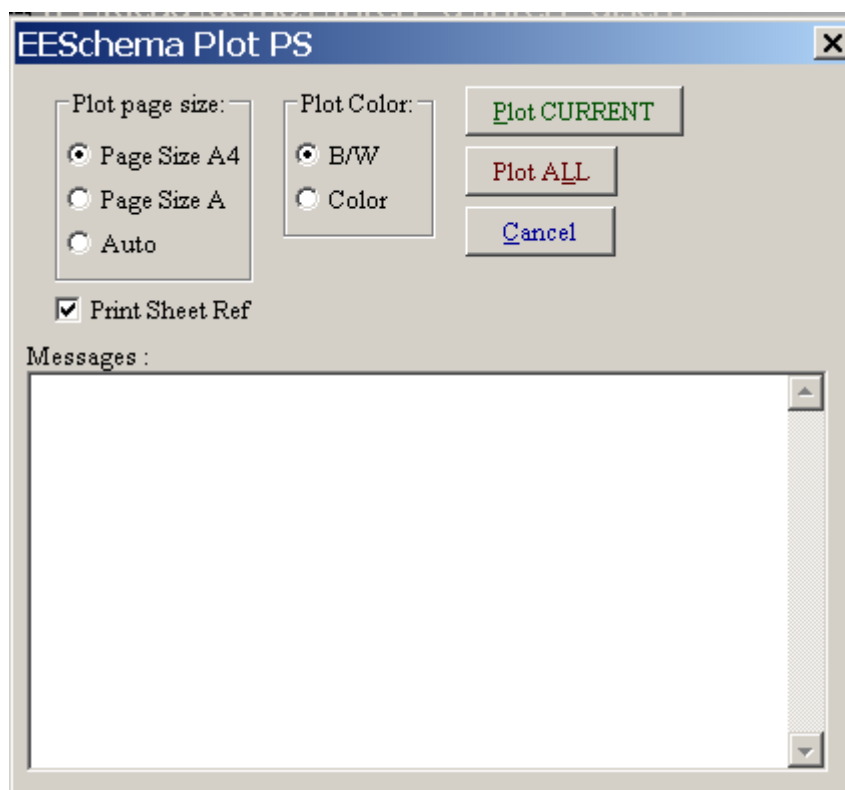 EESchema Plot PS
Plot page size:
Page Size A4
Page Size A
Auto
Plot Color:
B/W
Color
Plot CURRENT
Plot ALL
Cancel
Print Sheet Ref
Messages :